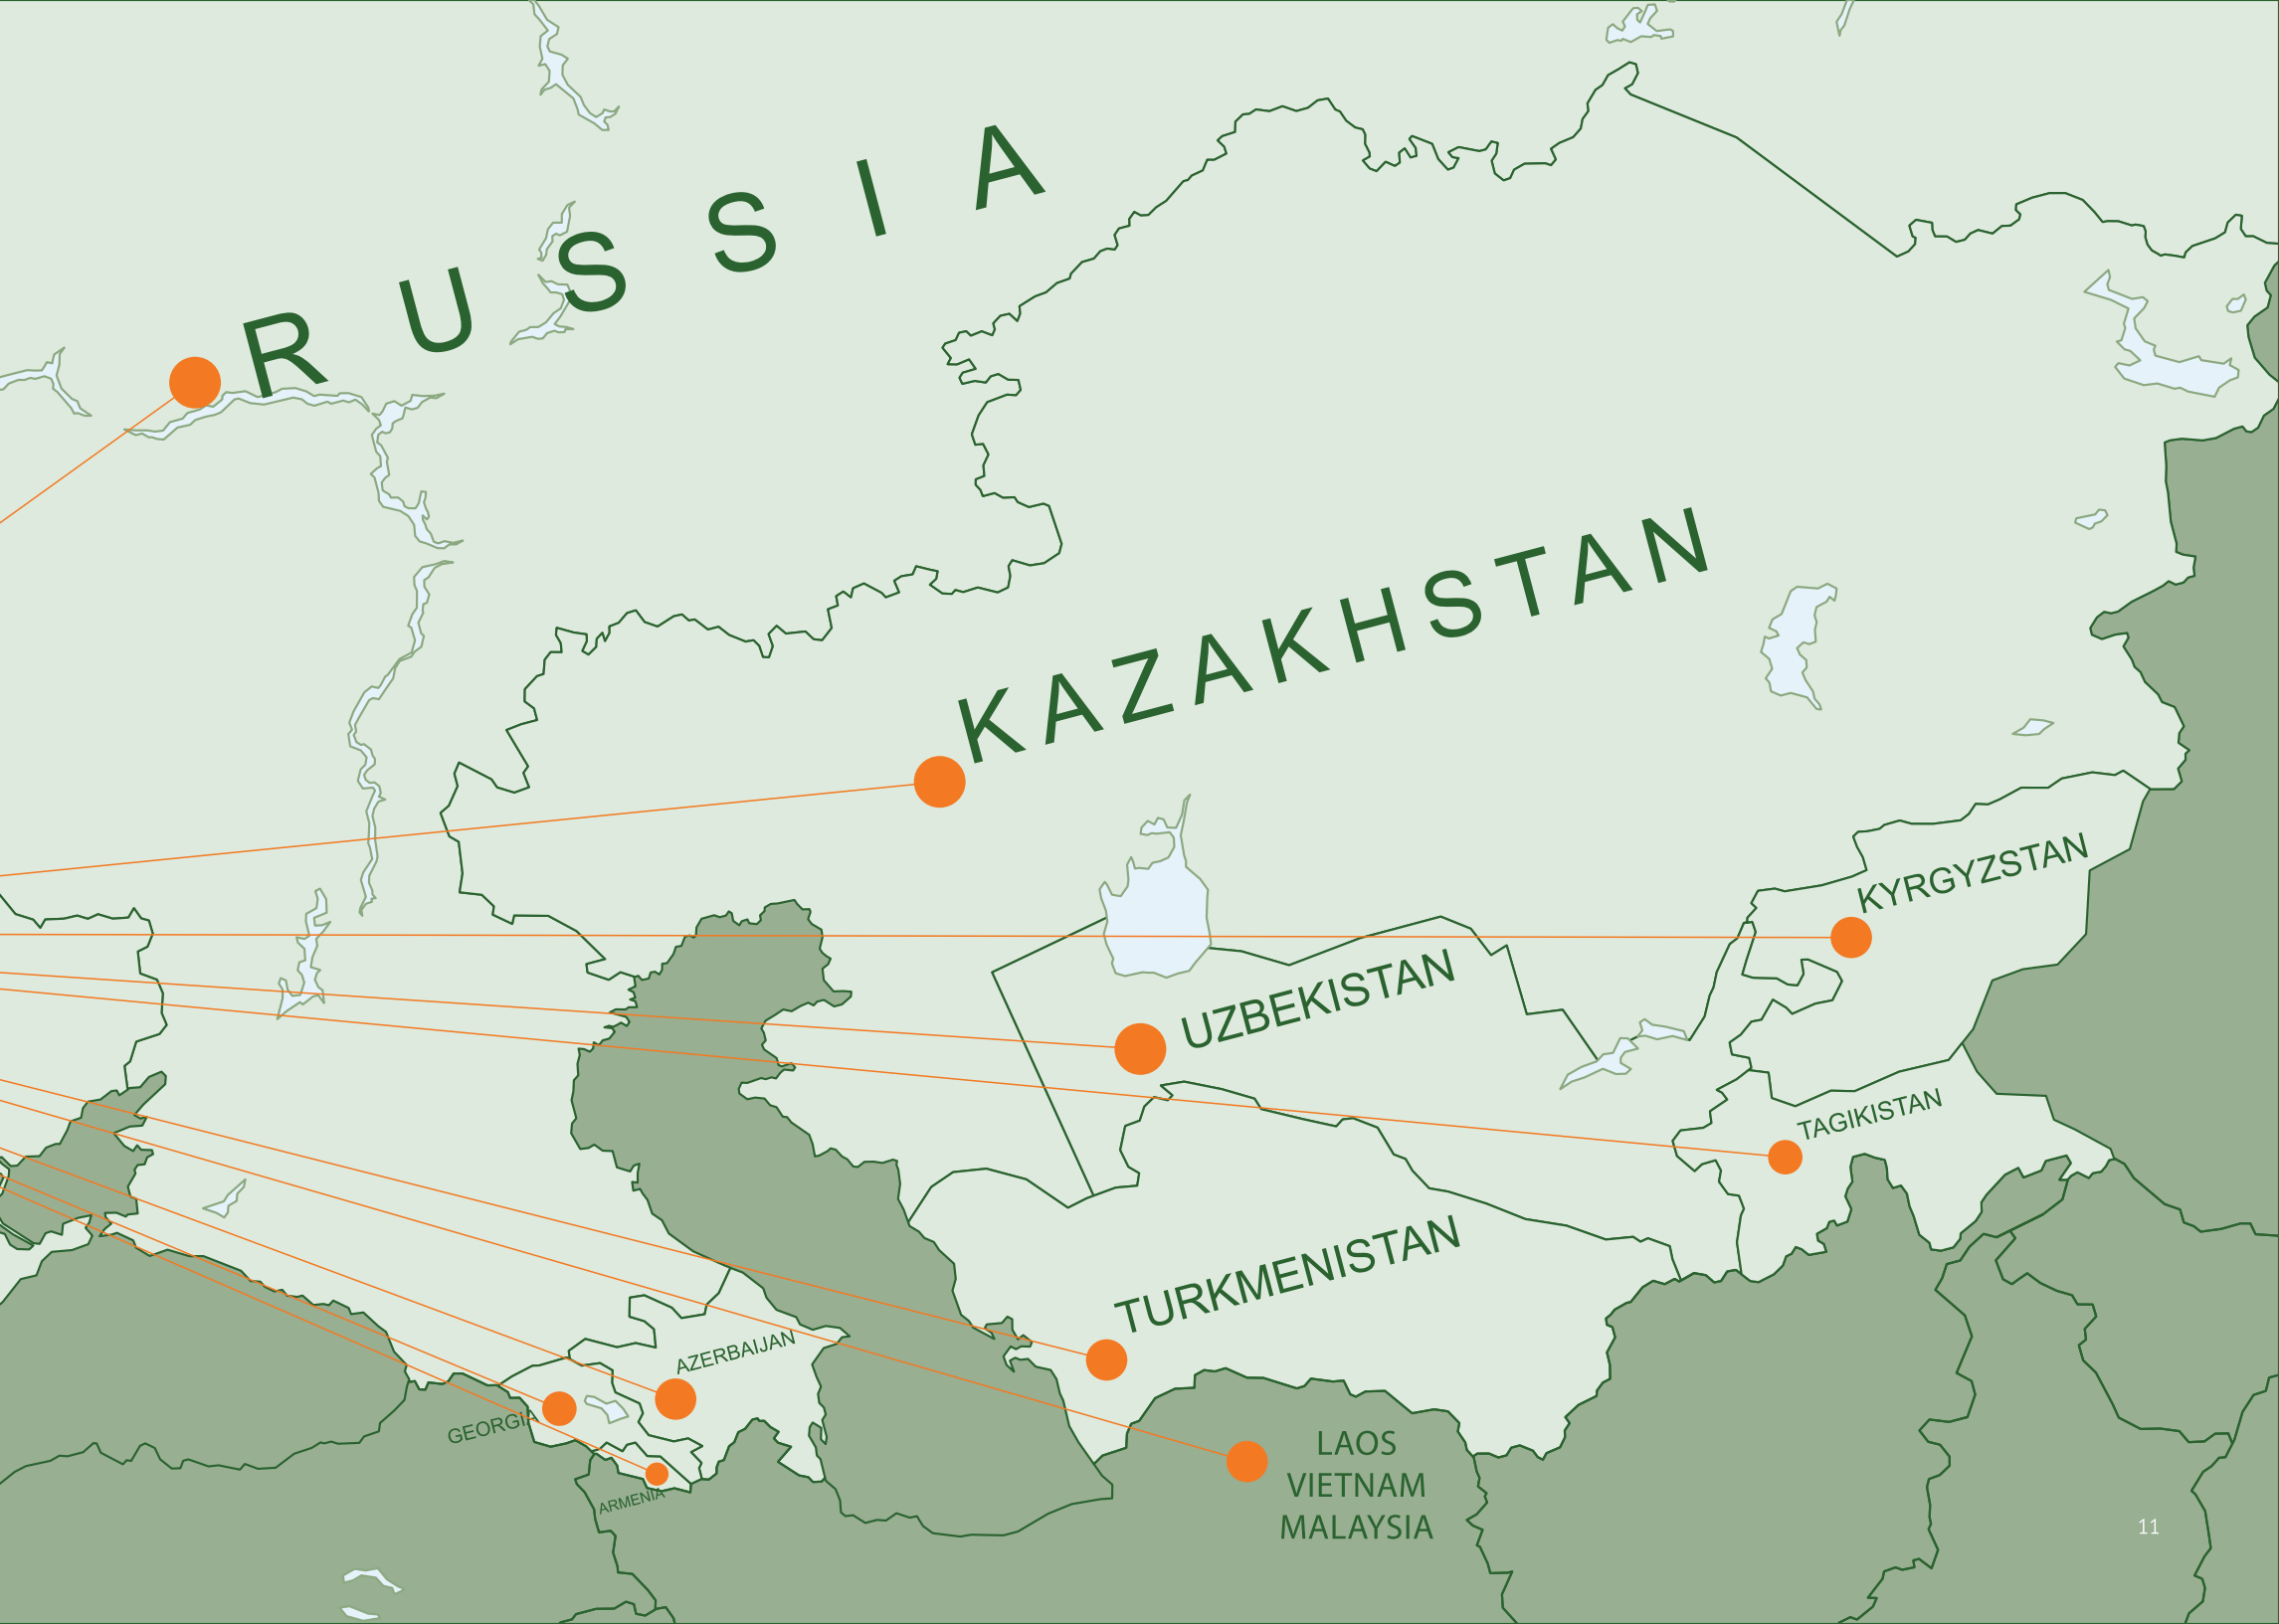 RUSSIA
KAZAKHSTAN
KYRGYZSTAN
UZBEKISTAN
TAGIKISTAN
TURKMENISTAN
AZERBAIJAN
GEORGIA
ARMENIA
LAOS
VIETNAM
MALAYSIA
11